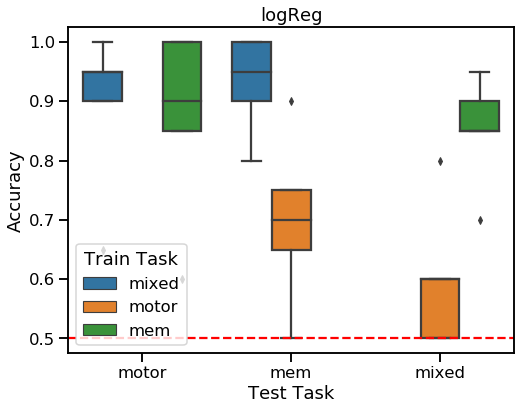 logReg
1.0
0.9
0.8
0.7
0.6
0.5
Accuracy
Train Task
mixed
motor
mem
motor mem mixed
Test Task